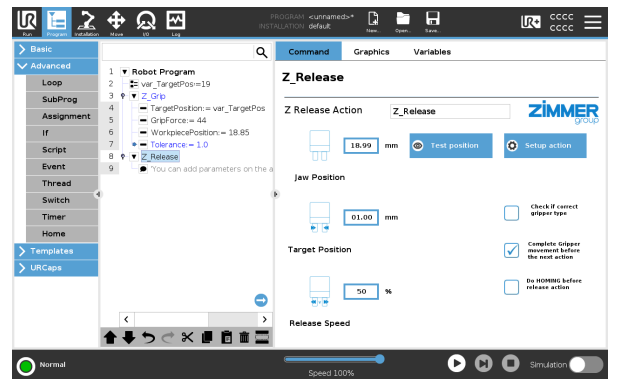 PROGRAM <unnamed>*
INSTALLATION default
CCCC
CCCC
Run
Program
Installation
Move
I/O
Log
New...
Open...
Save...
Basic
Advanced
Loop
SubProg
Assignment
If
Script
Event
Thread
Switch
Timer
Home
Templates
URCaps
1 Robot Program
2 var_TargetPos≔19
3 Z_Grip
4 TargetPosition:= var_TargetPos
5 GripForce:= 44
6 WorkpiecePosition:= 18.85
7 Tolerance:= 1.0
8 Z_Release
9 'You can add parameters on the a
Command
Graphics
Variables
Z_Release
Z Release Action
Z_Release
ZIMMER
group
18.99 mm
Test position
Setup action
Jaw Position
01.00 mm
Check if correct
gripper type
Target Position
Complete Gripper
movement before
the next action
50 %
Do HOMING before
release action
Release Speed
Normal
Speed 100%
Simulation